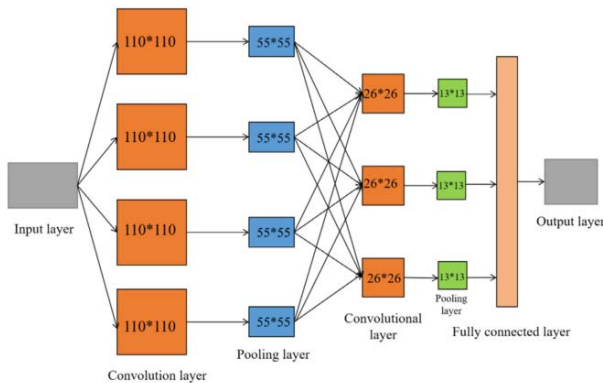 110*110
55*55
26*26
13*13
110*110
55*55
26*26
13*13
Input layer
110*110
55*55
Output layer
26*26
13*13
110*110
55*55
Convolutional
layer
Pooling
layer
Fully connected layer
Pooling layer
Convolution layer